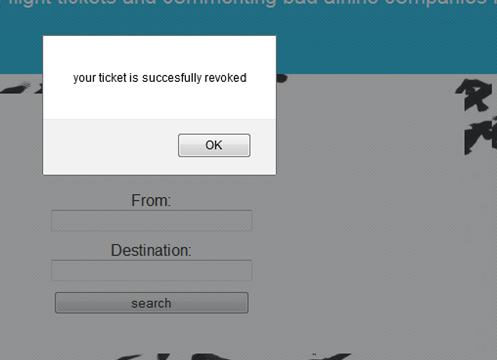 flight tickets and commenting bad airline companies
your ticket is succesfully revoked
OK
From:
Destination:
search